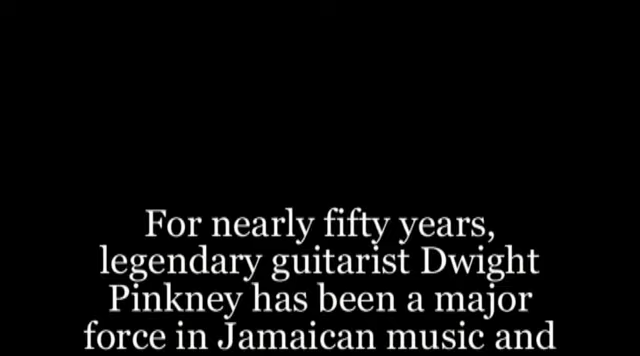 For nearly fifty years,
legendary guitarist Dwight
Pinkney has been a major
force in Jamaican music and